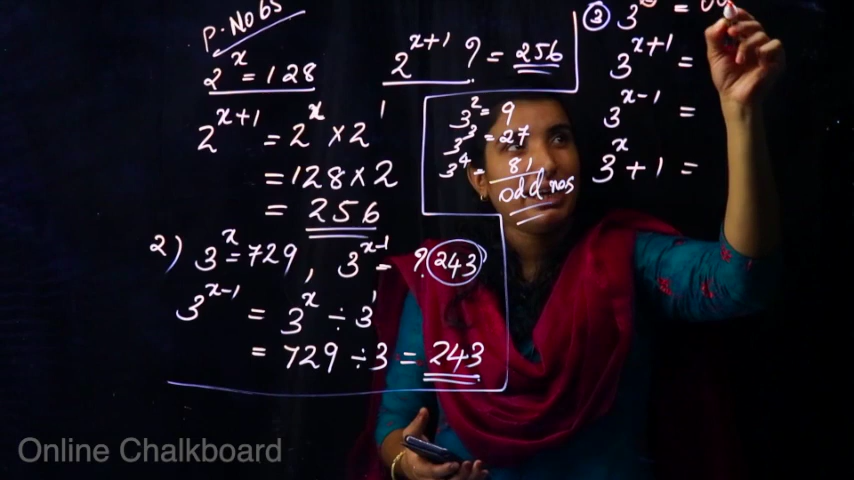 P.No 65
2^x = 128
2^(x+1) ? = 256
2^(x+1) = 2^x × 2^1
= 128 × 2
= 256
2) 3^x = 729, 3^(x-1) = ? 243
3^(x-1) = 3^x ÷ 3^1
= 729 ÷ 3 = 243
3^2 = 9
3^3 = 27
3^4 = 81
odd nos
③ 3^x =
3^(x+1) =
3^(x-1) =
3^x + 1 =
Online Chalkboard